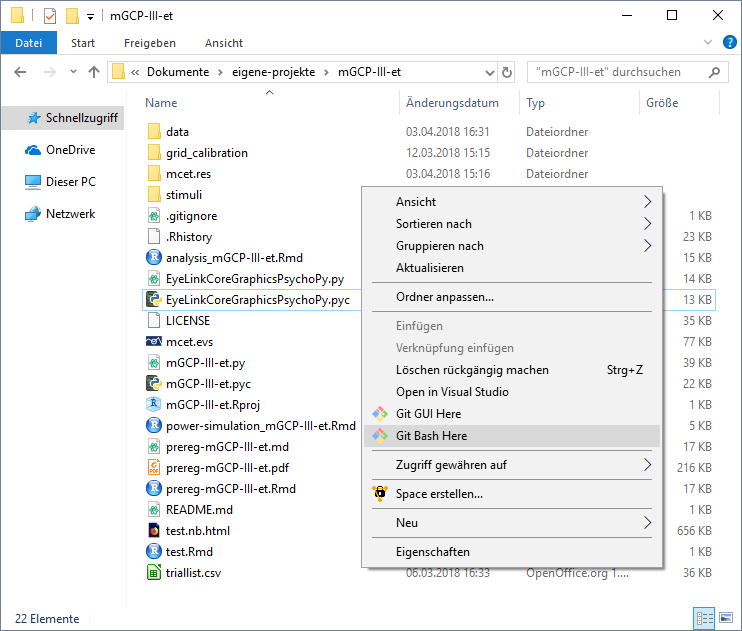 mGCP-III-et
Datei Start Freigeben Ansicht
« Dokumente › eigene-projekte › mGCP-III-et
"mGCP-III-et" durchsuchen
Schnellzugriff
OneDrive
Dieser PC
Netzwerk
Name Änderungsdatum Typ Größe
data 03.04.2018 16:31 Dateiordner
grid_calibration 12.03.2018 15:15 Dateiordner
mcet.res 03.04.2018 15:16 Dateiordner
stimuli
.gitignore 1 KB
.Rhistory 23 KB
analysis_mGCP-III-et.Rmd 15 KB
EyeLinkCoreGraphicsPsychoPy.py 14 KB
EyeLinkCoreGraphicsPsychoPy.pyc 13 KB
LICENSE 35 KB
mcet.evs 77 KB
mGCP-III-et.py 39 KB
mGCP-III-et.pyc 22 KB
mGCP-III-et.Rproj 1 KB
power-simulation_mGCP-III-et.Rmd 5 KB
prereg-mGCP-III-et.md 17 KB
prereg-mGCP-III-et.pdf 216 KB
prereg-mGCP-III-et.Rmd 17 KB
README.md 1 KB
test.nb.html 656 KB
test.Rmd 1 KB
triallist.csv 06.03.2018 16:33 OpenOffice.org 1.... 36 KB
Ansicht
Sortieren nach
Gruppieren nach
Aktualisieren
Ordner anpassen...
Einfügen
Verknüpfung einfügen
Löschen rückgängig machen Strg+Z
Open in Visual Studio
Git GUI Here
Git Bash Here
Zugriff gewähren auf
Space erstellen...
Neu
Eigenschaften
22 Elemente